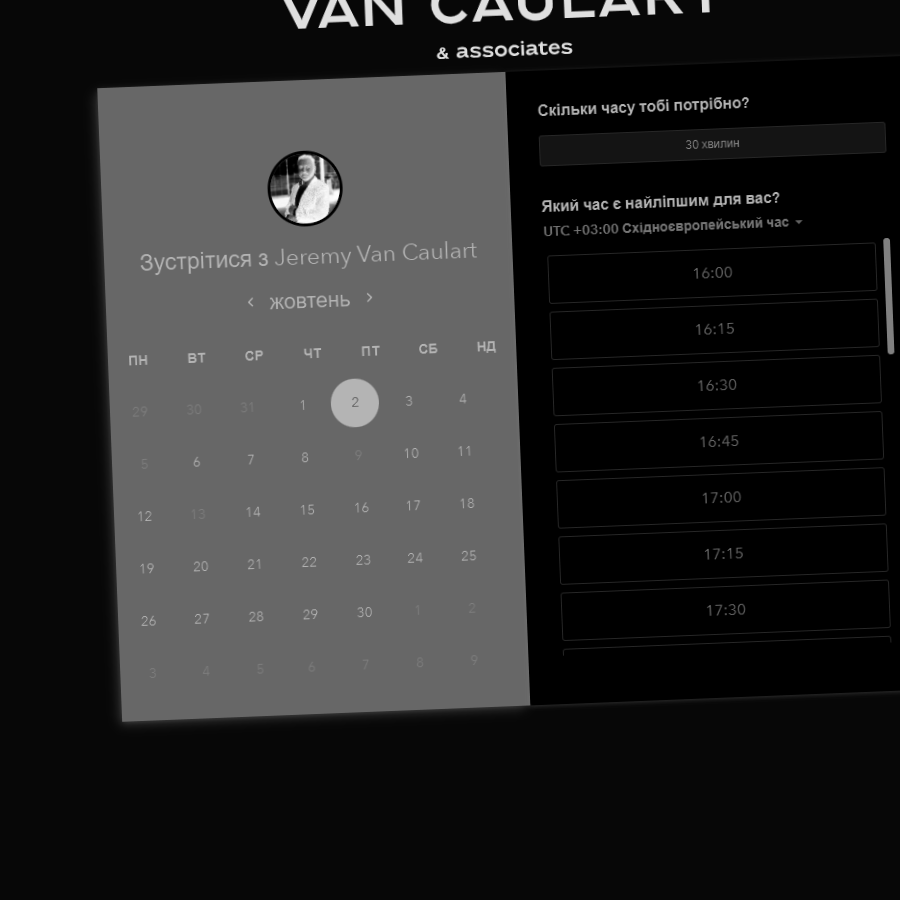 VAN CAULART
& associates
Зустрітися з Jeremy Van Caulart
жовтень
ПН ВТ СР ЧТ ПТ СБ НД
29 30 31 1 2 3 4
5 6 7 8 9 10 11
12 13 14 15 16 17 18
19 20 21 22 23 24 25
26 27 28 29 30 1 2
3 4 5 6 7 8 9
Скільки часу тобі потрібно?
30 хвилин
Який час є найліпшим для вас?
UTC +03:00 Східноєвропейський час
16:00
16:15
16:30
16:45
17:00
17:15
17:30